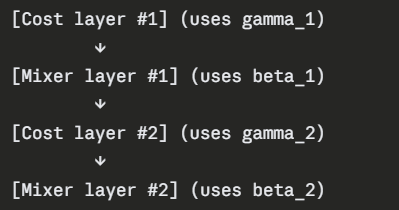 [Cost layer #1] (uses gamma_1)
↓
[Mixer layer #1] (uses beta_1)
↓
[Cost layer #2] (uses gamma_2)
↓
[Mixer layer #2] (uses beta_2)